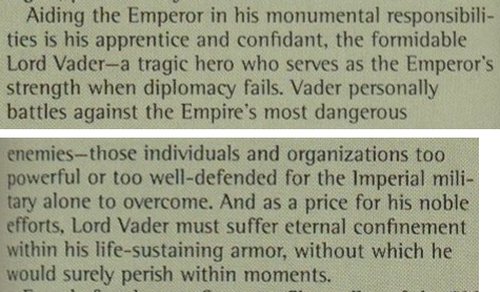 Aiding the Emperor in his monumental responsibili-
ties is his apprentice and confidant, the formidable
Lord Vader—a tragic hero who serves as the Emperor's
strength when diplomacy fails. Vader personally
battles against the Empire's most dangerous
enemies—those individuals and organizations too
powerful or too well-defended for the Imperial mili-
tary alone to overcome. And as a price for his noble
efforts, Lord Vader must suffer eternal confinement
within his life-sustaining armor, without which he
would surely perish within moments.